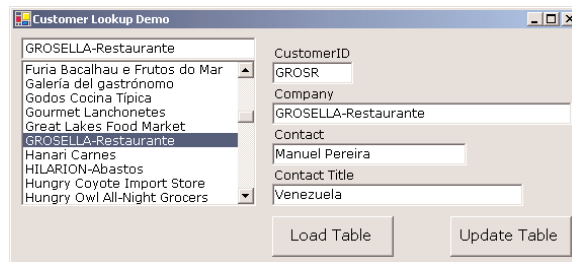 Customer Lookup Demo
GROSELLA-Restaurante
Furia Bacalhau e Frutos do Mar
Galería del gastrónomo
Godos Cocina Típica
Gourmet Lanchonetes
Great Lakes Food Market
GROSELLA-Restaurante
Hanari Carnes
HILARION-Abastos
Hungry Coyote Import Store
Hungry Owl All-Night Grocers
CustomerID
GROSR
Company
GROSELLA-Restaurante
Contact
Manuel Pereira
Contact Title
Venezuela
Load Table
Update Table